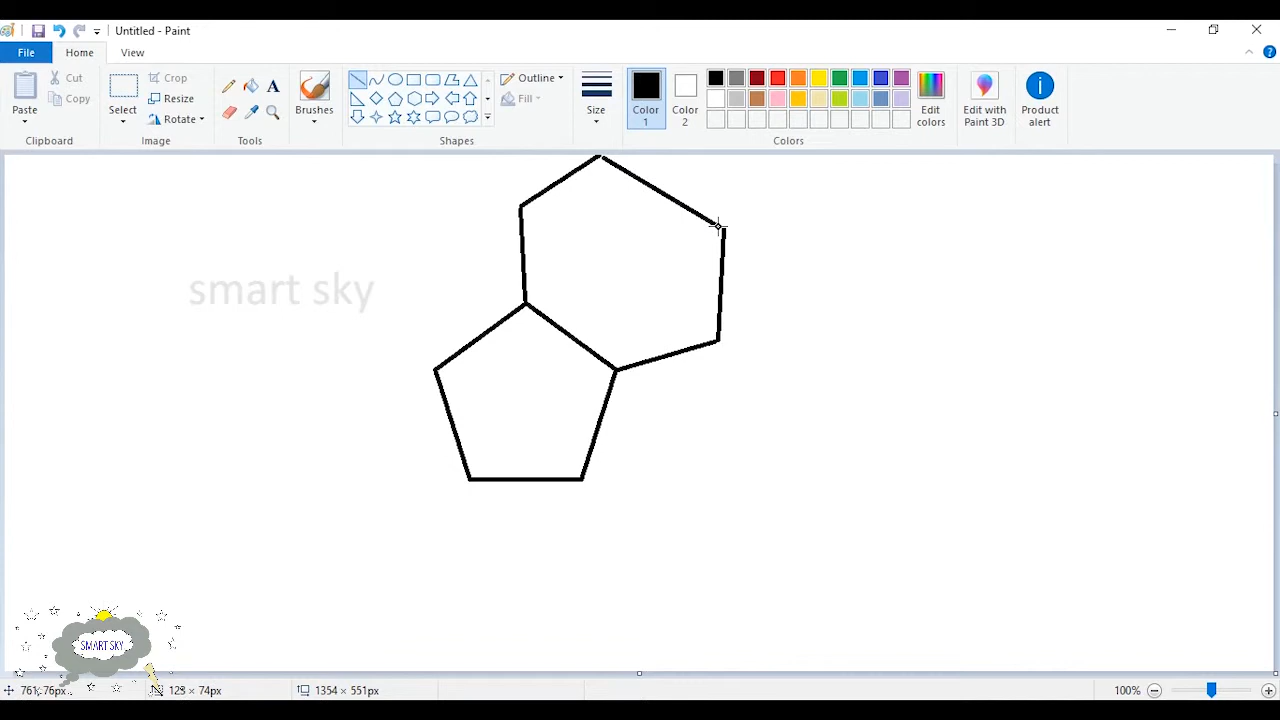 Untitled - Paint
File Home View
Paste
Clipboard
Cut
Copy
Select
Crop
Resize
Rotate
Image
Tools
Brushes
Shapes
Outline
Fill
Size
Color 1
Color 2
Colors
Edit colors
Edit with Paint 3D
Product alert
smart sky
SMART SKY
761, 76px
128 × 74px
1354 × 551px
100%